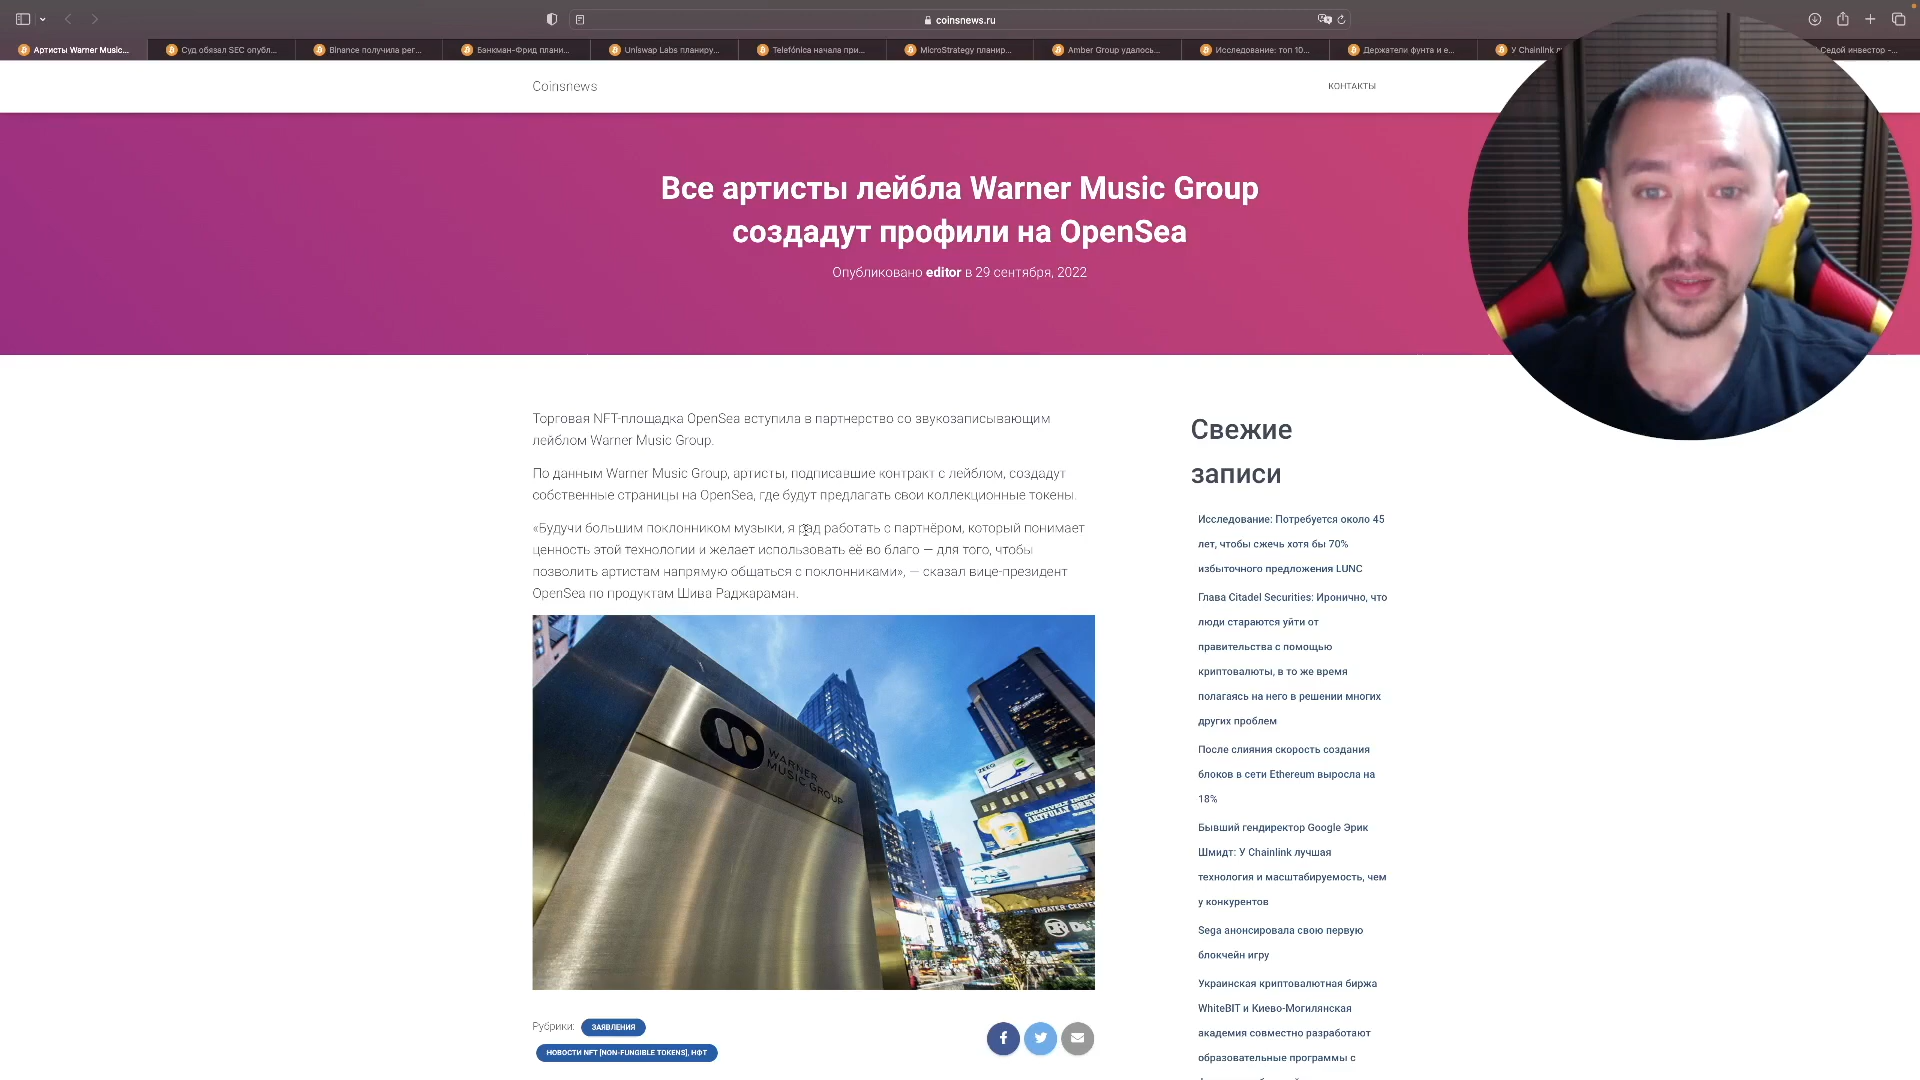 coinsnews.ru
Артисты Warner Music...
Суд обязал SEC опубл...
Binance получила рег...
Бэнкман-Фрид плани...
Uniswap Labs планиру...
Telefónica начала при...
MicroStrategy планир...
Amber Group удалось...
Исследование: топ 10...
Держатели фунта и е...
У Chainlink
Седой инвестор -...
Coinsnews
КОНТАКТЫ
Все артисты лейбла Warner Music Group
создадут профили на OpenSea
Опубликовано editor в 29 сентября, 2022
Торговая NFT-площадка OpenSea вступила в партнерство со звукозаписывающим
лейблом Warner Music Group.
По данным Warner Music Group, артисты, подписавшие контракт с лейблом, создадут
собственные страницы на OpenSea, где будут предлагать свои коллекционные токены.
«Будучи большим поклонником музыки, я рад работать с партнёром, который понимает
ценность этой технологии и желает использовать её во благо — для того, чтобы
позволить артистам напрямую общаться с поклонниками», — сказал вице-президент
OpenSea по продуктам Шива Раджараман.
WARNER
MUSIC GROUP
ZEEQ
CREATIVELY
ARTFULLY
THEATER CENTER
Рубрики:
ЗАЯВЛЕНИЯ
НОВОСТИ NFT [NON-FUNGIBLE TOKENS], НФТ
Свежие
записи
Исследование: Потребуется около 45
лет, чтобы сжечь хотя бы 70%
избыточного предложения LUNC
Глава Citadel Securities: Иронично, что
люди стараются уйти от
правительства с помощью
криптовалюты, в то же время
полагаясь на него в решении многих
других проблем
После слияния скорость создания
блоков в сети Ethereum выросла на
18%
Бывший гендиректор Google Эрик
Шмидт: У Chainlink лучшая
технология и масштабируемость, чем
у конкурентов
Sega анонсировала свою первую
блокчейн игру
Украинская криптовалютная биржа
WhiteBIT и Киево-Могилянская
академия совместно разработают
образовательные программы с